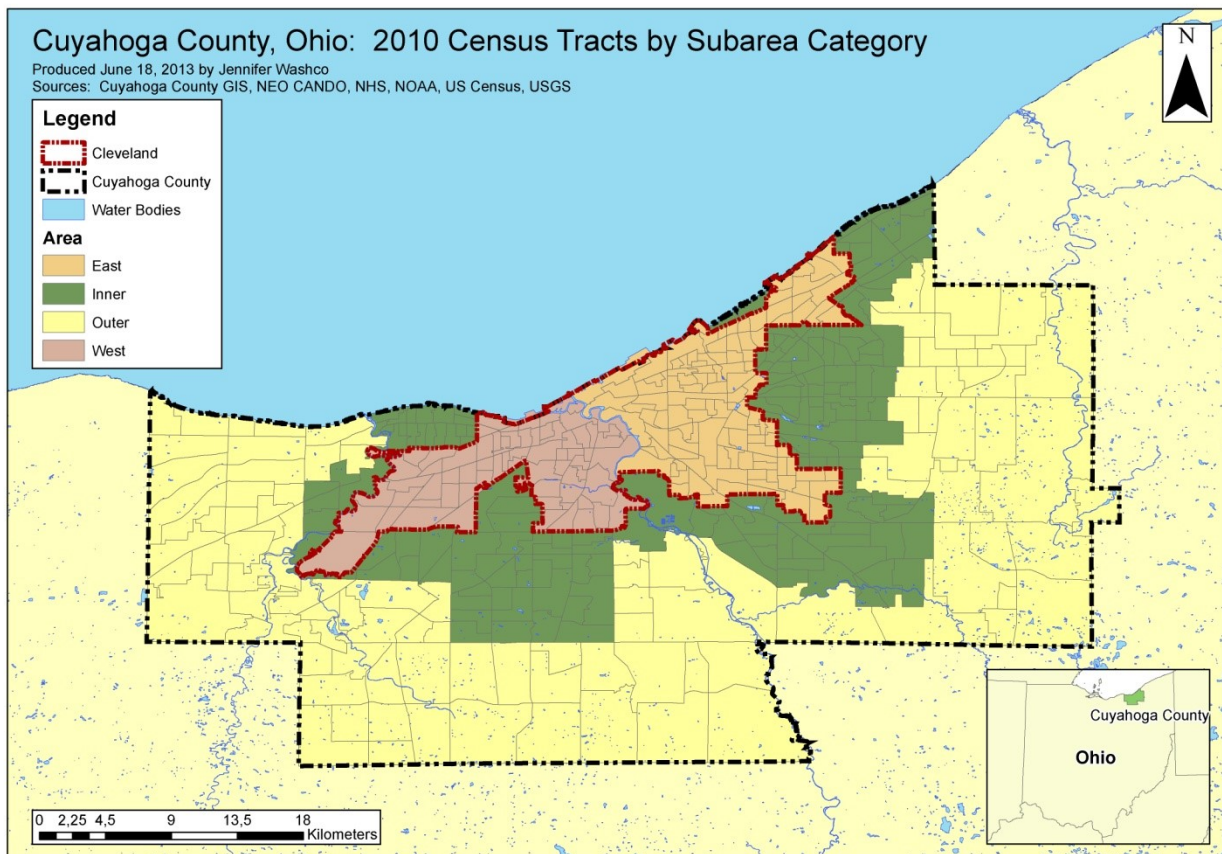 Cuyahoga County, Ohio:  2010 Census Tracts by Subarea Category
Produced June 18, 2013 by Jennifer Washco
Sources:  Cuyahoga County GIS, NEO CANDO, NHS, NOAA, US Census, USGS
N
Legend
Cleveland
Cuyahoga County
Water Bodies
Area
East
Inner
Outer
West
Cuyahoga County
Ohio
0 2,25 4,5 9 13,5 18
Kilometers